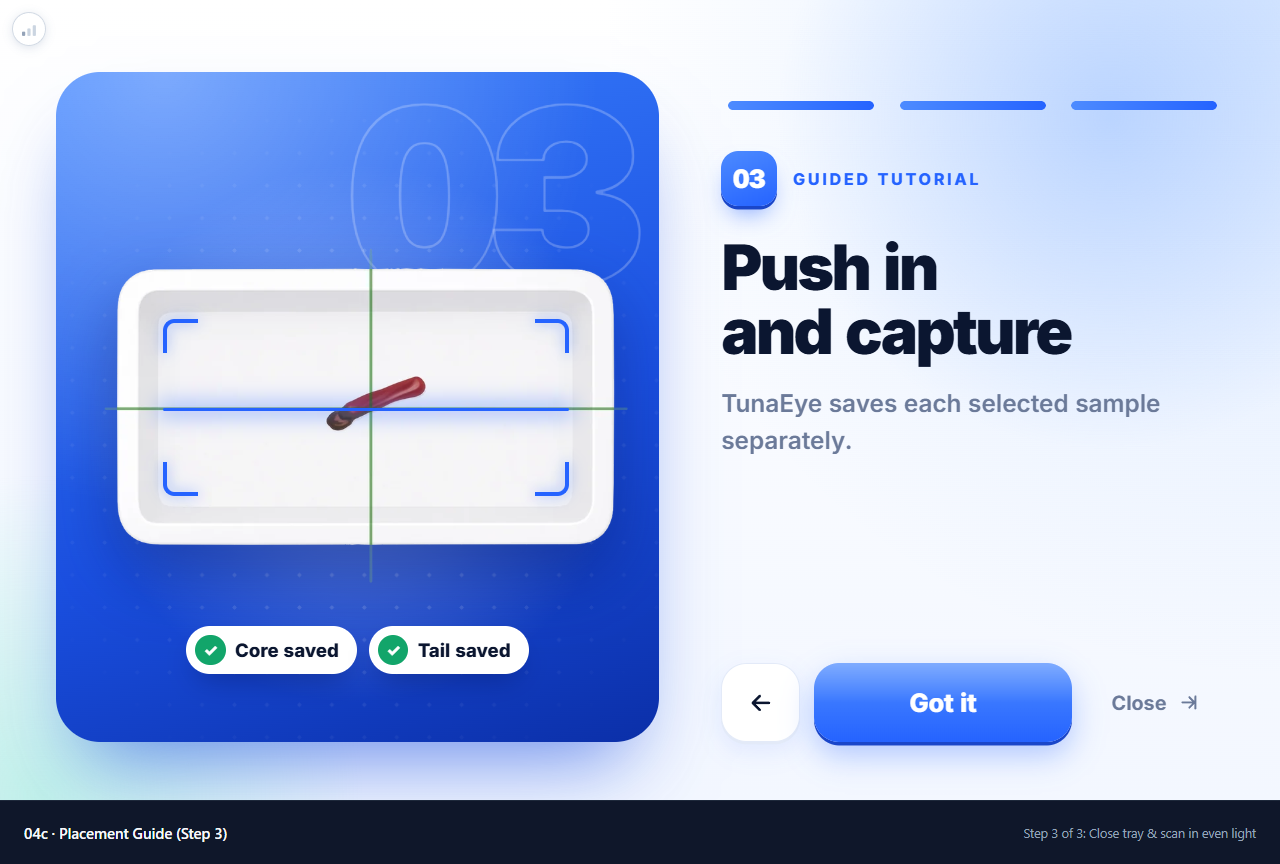 03
Core saved
Tail saved
03
GUIDED TUTORIAL
Push in
and capture
TunaEye saves each selected sample
separately.
Got it
Close
04c · Placement Guide (Step 3)
Step 3 of 3: Close tray & scan in even light